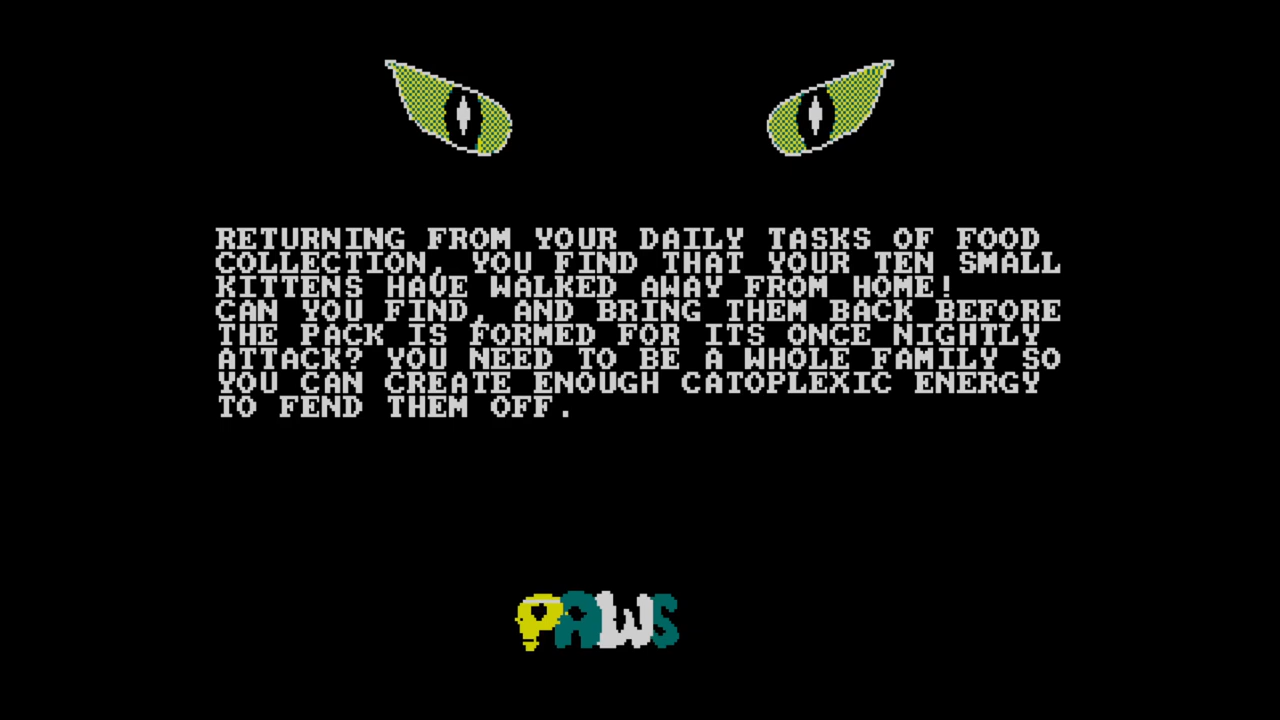 RETURNING FROM YOUR DAILY TASKS OF FOOD
COLLECTION, YOU FIND THAT YOUR TEN SMALL
KITTENS HAVE WALKED AWAY FROM HOME!
CAN YOU FIND, AND BRING THEM BACK BEFORE
THE PACK IS FORMED FOR ITS ONCE NIGHTLY
ATTACK? YOU NEED TO BE A WHOLE FAMILY SO
YOU CAN CREATE ENOUGH CATOPLEXIC ENERGY
TO FEND THEM OFF.
PAWS